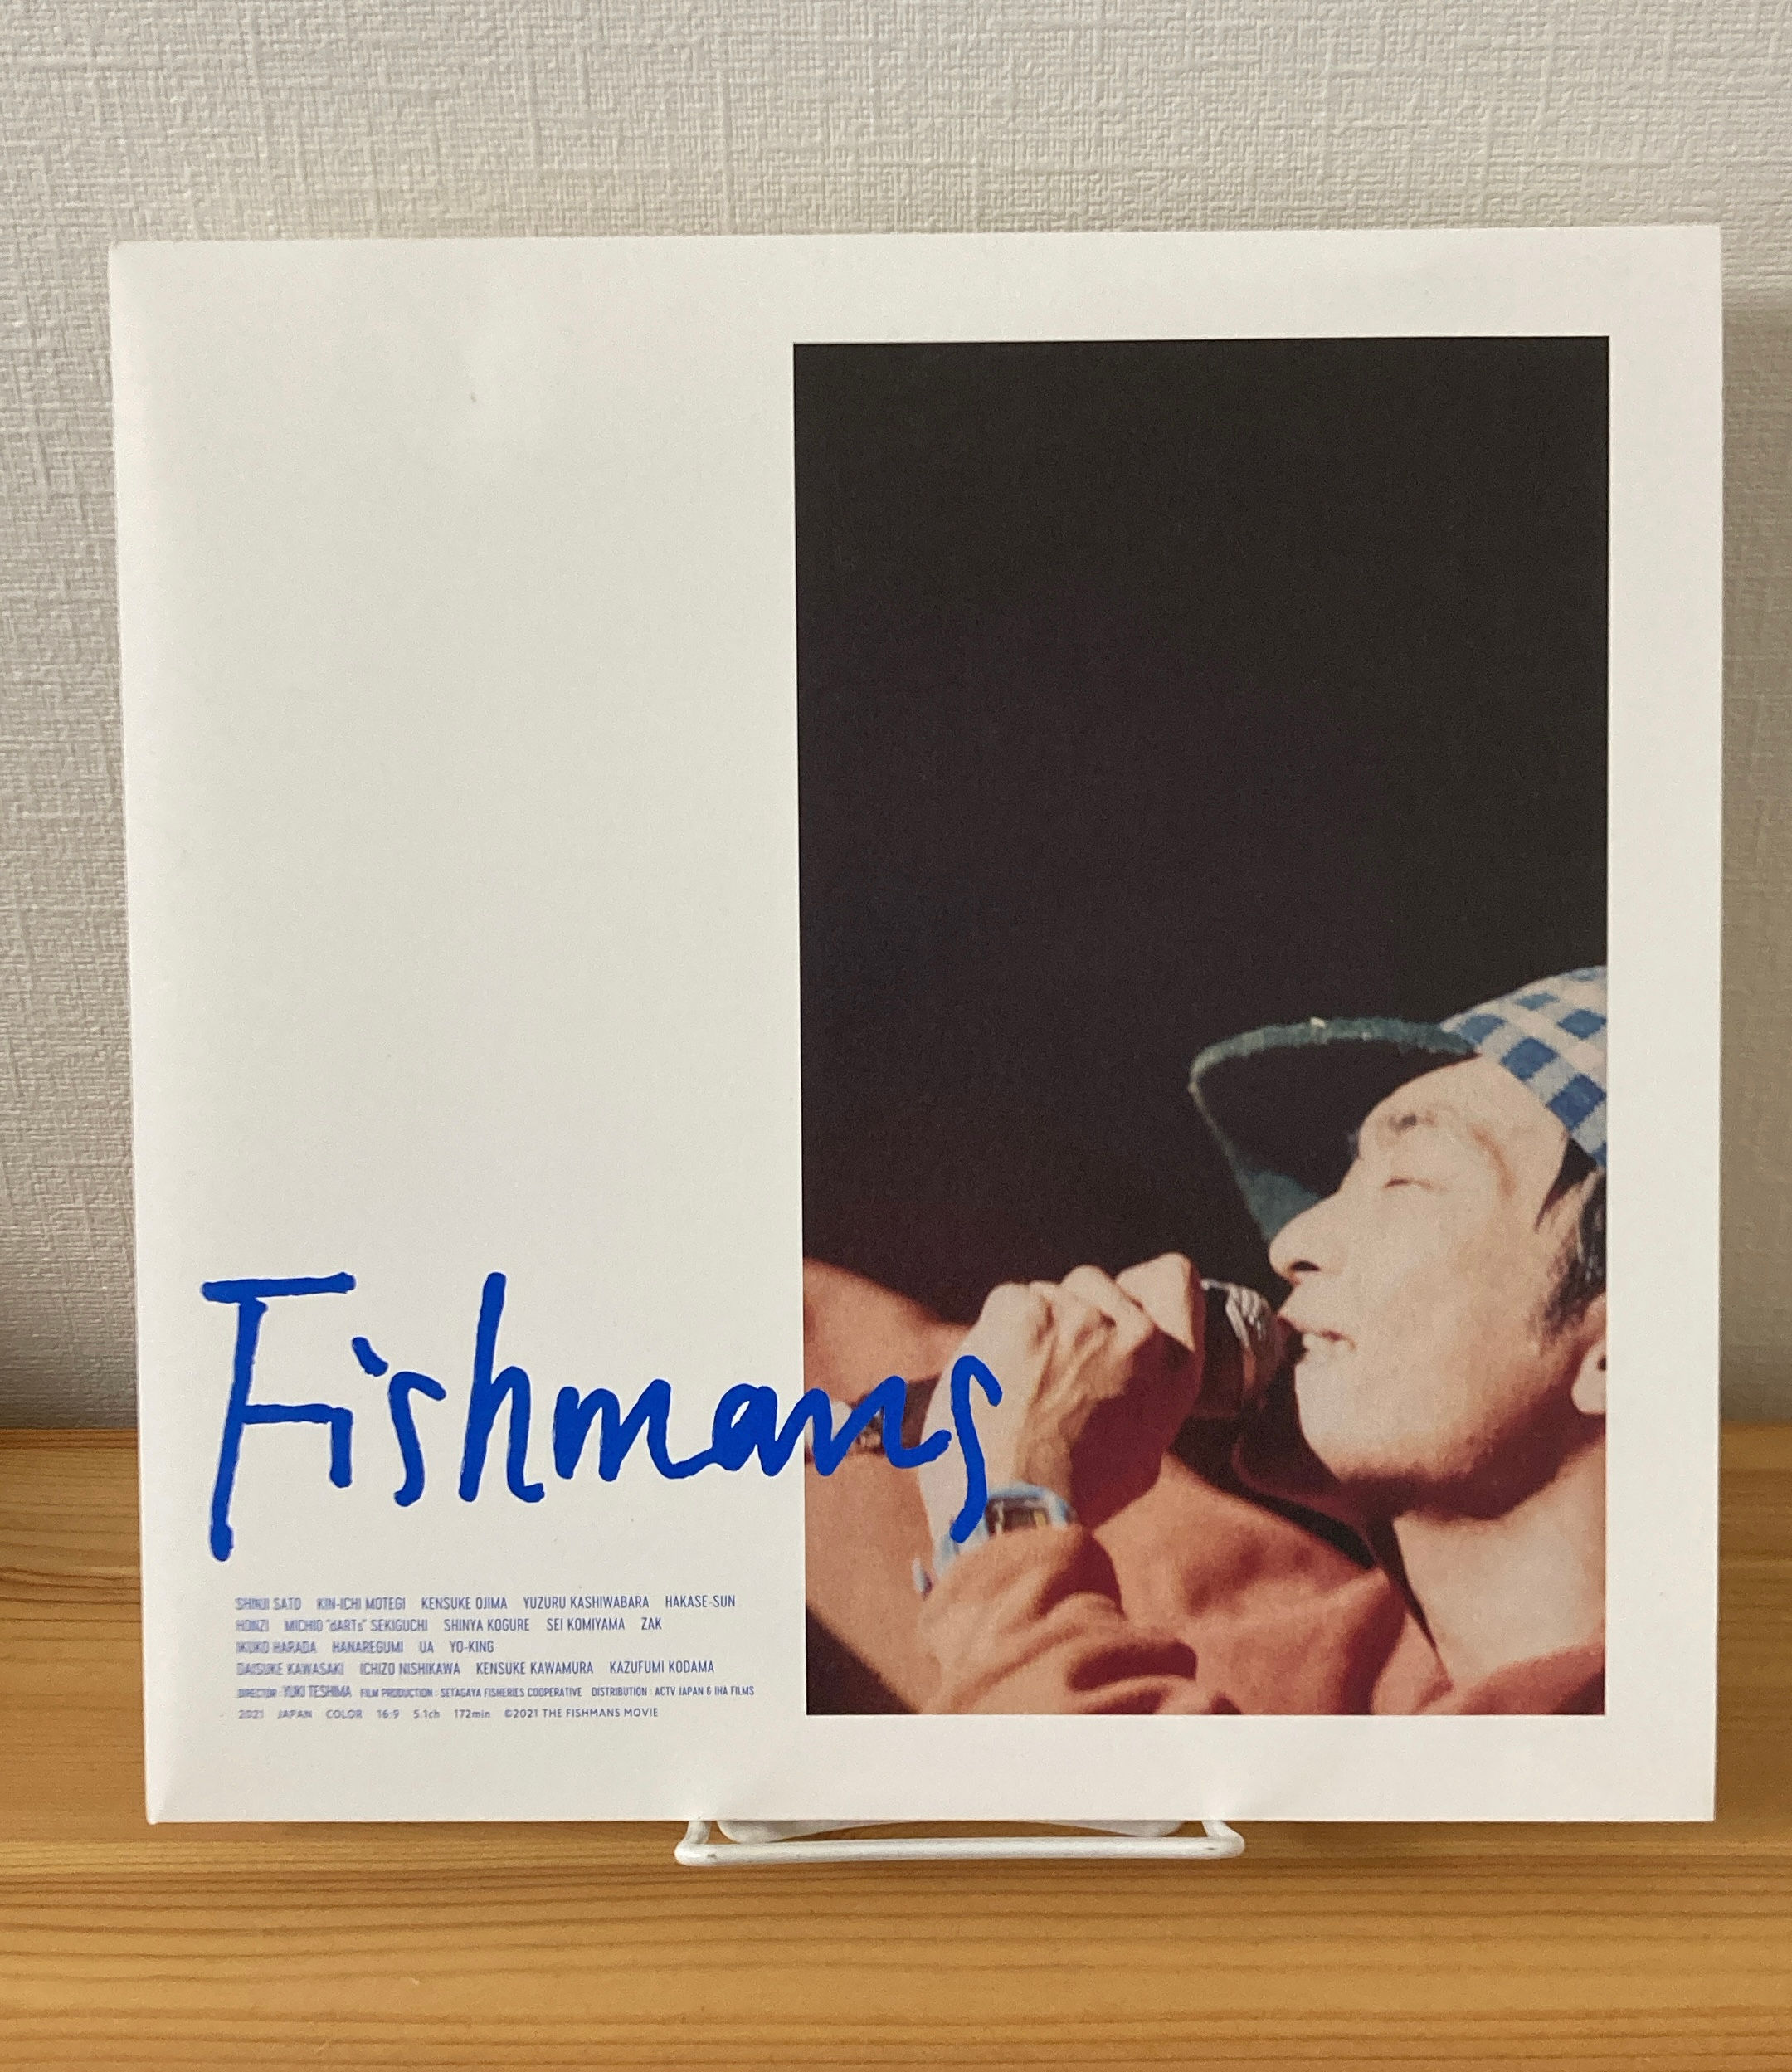 Fishmans
SHINJI SATO KIN-ICHI MOTEGI KENSUKE OJIMA YUZURU KASHIWABARA HAKASE-SUN
HONZI MICHIO "dARTs" SEKIGUCHI SHINYA KOGURE SEI KOMIYAMA ZAK
IKUKO HARADA HANAREGUMI UA YO-KING
DAISUKE KAWASAKI ICHIZO NISHIKAWA KENSUKE KAWAMURA KAZUFUMI KODAMA
DIRECTOR : YUKI TESHIMA FILM PRODUCTION : SETAGAYA FISHERIES COOPERATIVE DISTRIBUTION : ACTV JAPAN & IHA FILMS
2021 JAPAN COLOR 16:9 5.1ch 172min ©2021 THE FISHMANS MOVIE